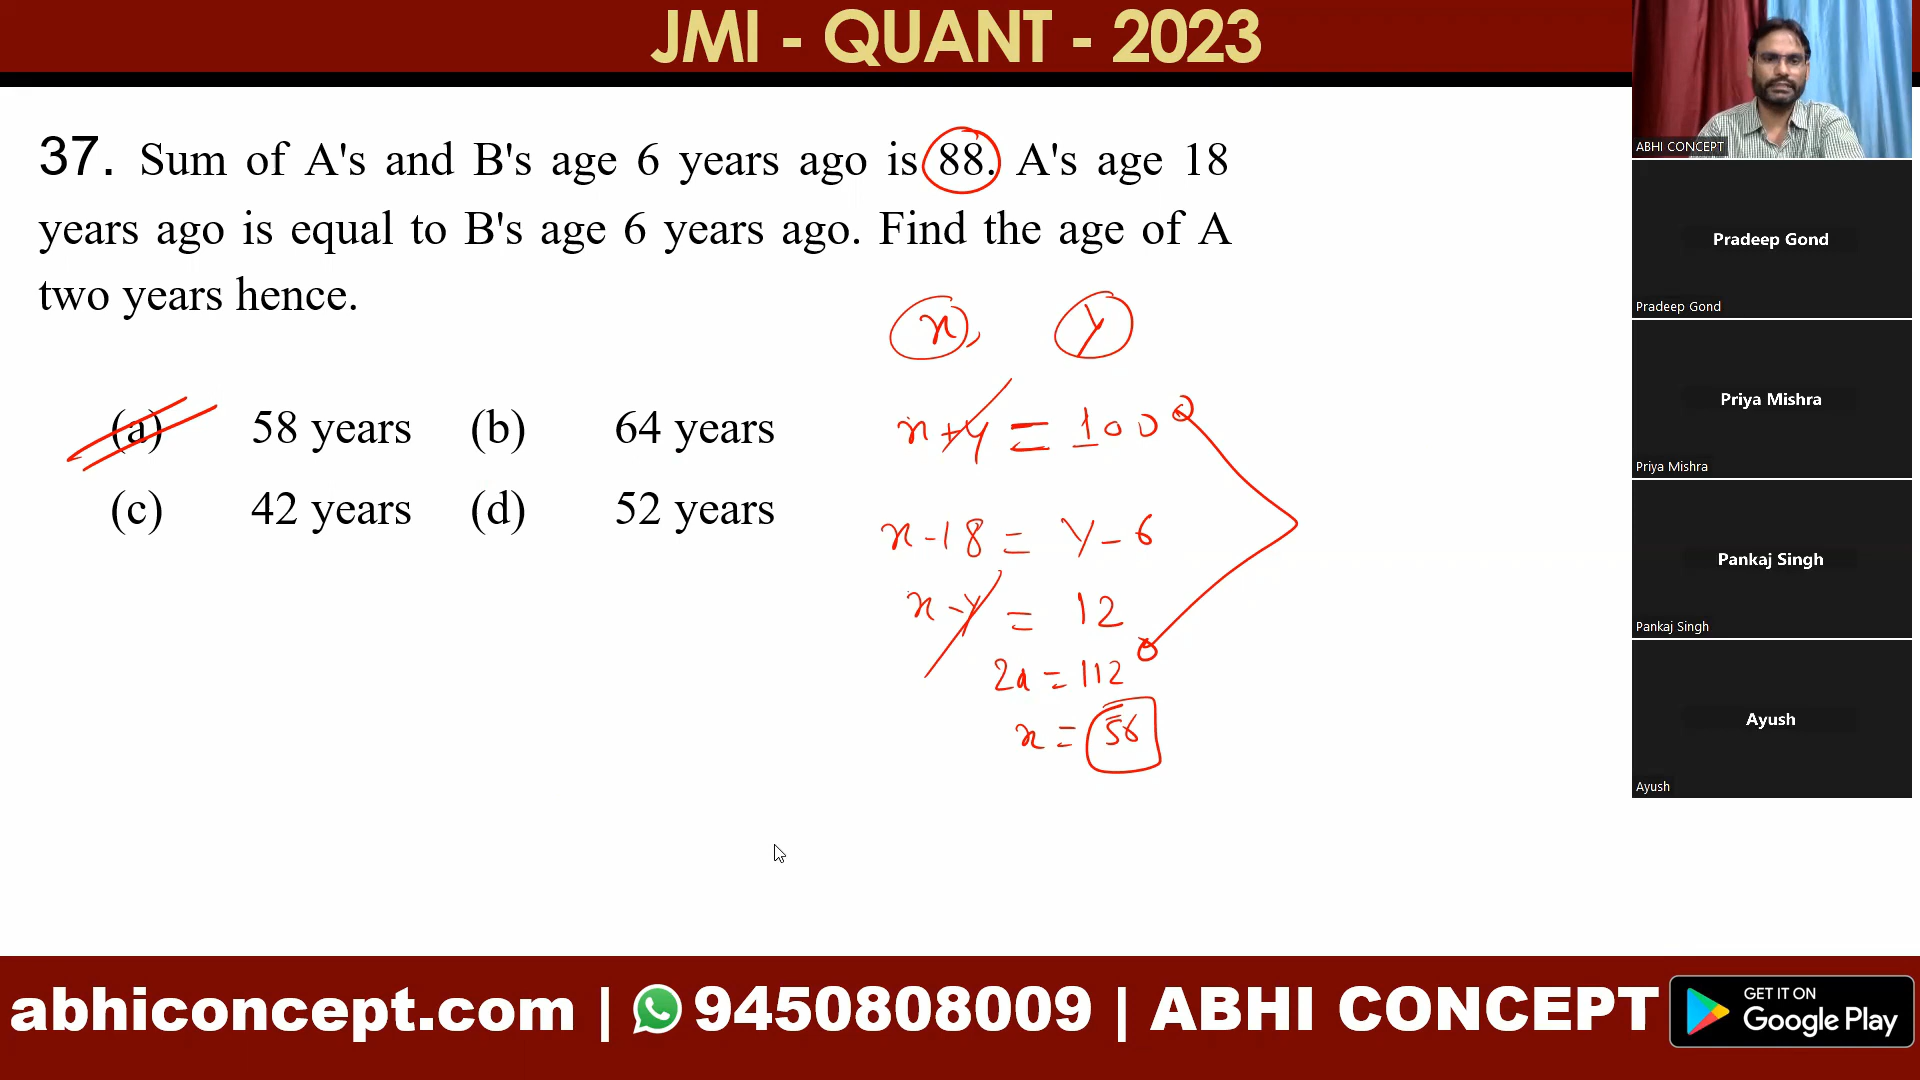 JMI - QUANT - 2023
37. Sum of A's and B's age 6 years ago is 88. A's age 18
years ago is equal to B's age 6 years ago. Find the age of A
two years hence.
x, y
(a) 58 years (b) 64 years
x+y = 100
(c) 42 years (d) 52 years
x-18 = y-6
x-y = 12
2x = 112
x = 56
ABHI CONCEPT
Pradeep Gond
Pradeep Gond
Priya Mishra
Priya Mishra
Pankaj Singh
Pankaj Singh
Ayush
Ayush
abhiconcept.com | 9450808009 | ABHI CONCEPT
GET IT ON
Google Play